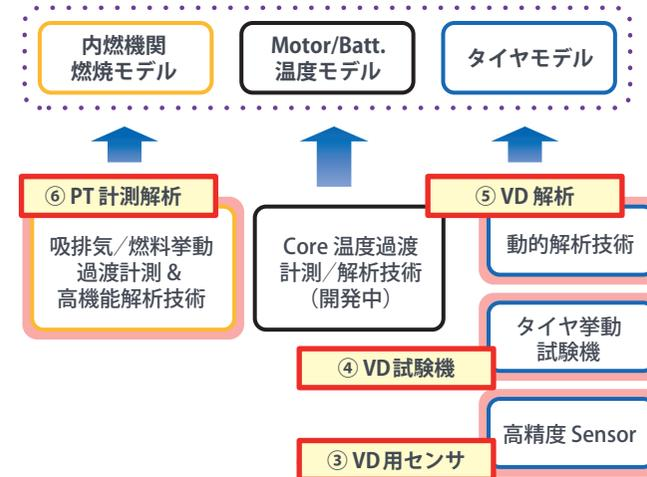 内燃機関
燃焼モデル
Motor/Batt.
温度モデル
タイヤモデル
⑥ PT 計測解析
吸排気/燃料挙動
過渡計測 &
高機能解析技術
Core 温度過渡
計測/解析技術
(開発中)
⑤ VD 解析
動的解析技術
タイヤ挙動
試験機
④ VD試験機
高精度 Sensor
③ VD用センサ